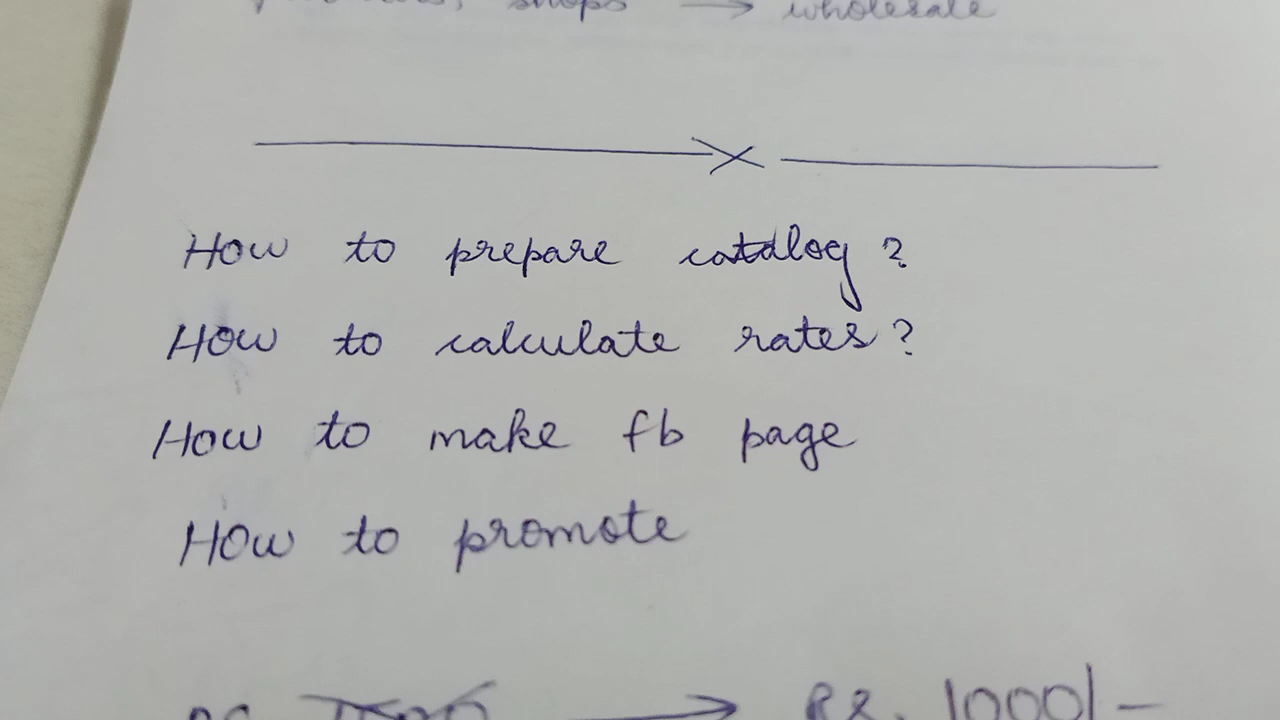 shops → wholesale
How to prepare catalog?
How to calculate rates?
How to make fb page
How to promote
→ Rs. 1000/-